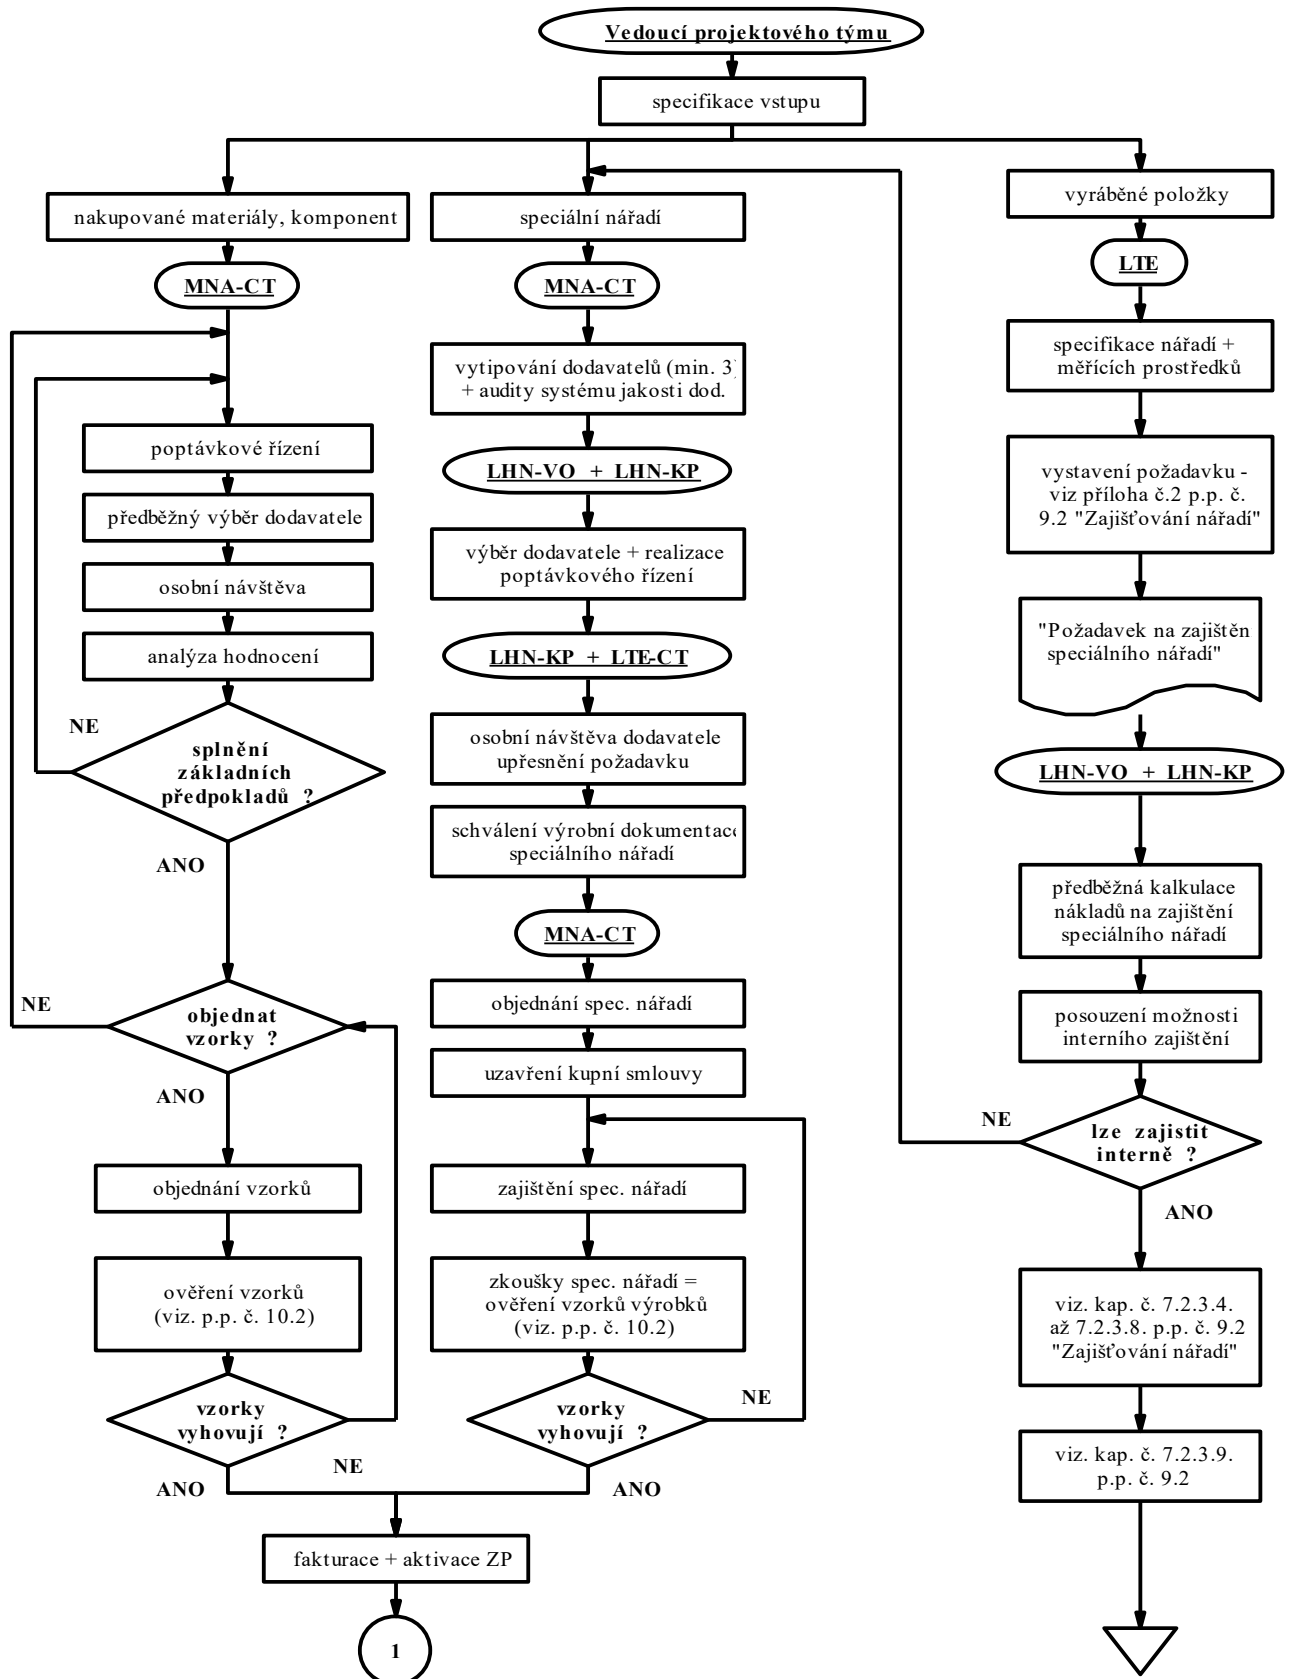 Vedoucí projektového týmu
specifikace vstupu
nakupované materiály, komponent
MNA-CT
poptávkové řízení
předběžný výběr dodavatele
osobní návštěva
analýza hodnocení
NE
splnění
základních
předpokladů ?
ANO
NE
objednat
vzorky ?
ANO
objednání vzorků
ověření vzorků
(viz. p.p. č. 10.2)
vzorky
vyhovují ?
NE
ANO
speciální nářadí
MNA-CT
vytipování dodavatelů (min. 3)
+ audity systému jakosti dod.
LHN-VO + LHN-KP
výběr dodavatele + realizace
poptávkového řízení
LHN-KP + LTE-CT
osobní návštěva dodavatele
upřesnění požadavku
schválení výrobní dokumentace
speciálního nářadí
MNA-CT
objednání spec. nářadí
uzavření kupní smlouvy
zajištění spec. nářadí
zkoušky spec. nářadí =
ověření vzorků výrobků
(viz. p.p. č. 10.2)
vzorky
vyhovují ?
NE
ANO
fakturace + aktivace ZP
1
vyráběné položky
LTE
specifikace nářadí +
měřících prostředků
vystavení požadavku -
viz příloha č.2 p.p. č.
9.2 "Zajišťování nářadí"
"Požadavek na zajištěn
speciálního nářadí"
LHN-VO + LHN-KP
předběžná kalkulace
nákladů na zajištění
speciálního nářadí
posouzení možnosti
interního zajištění
NE
lze zajistit
interně ?
ANO
viz. kap. č. 7.2.3.4.
až 7.2.3.8. p.p. č. 9.2
"Zajišťování nářadí"
viz. kap. č. 7.2.3.9.
p.p. č. 9.2